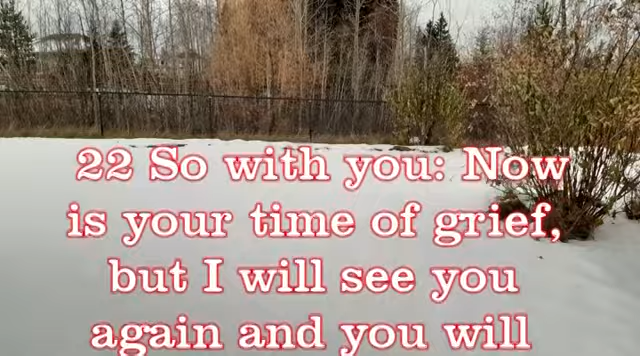 22 So with you: Now
is your time of grief,
but I will see you
again and you will